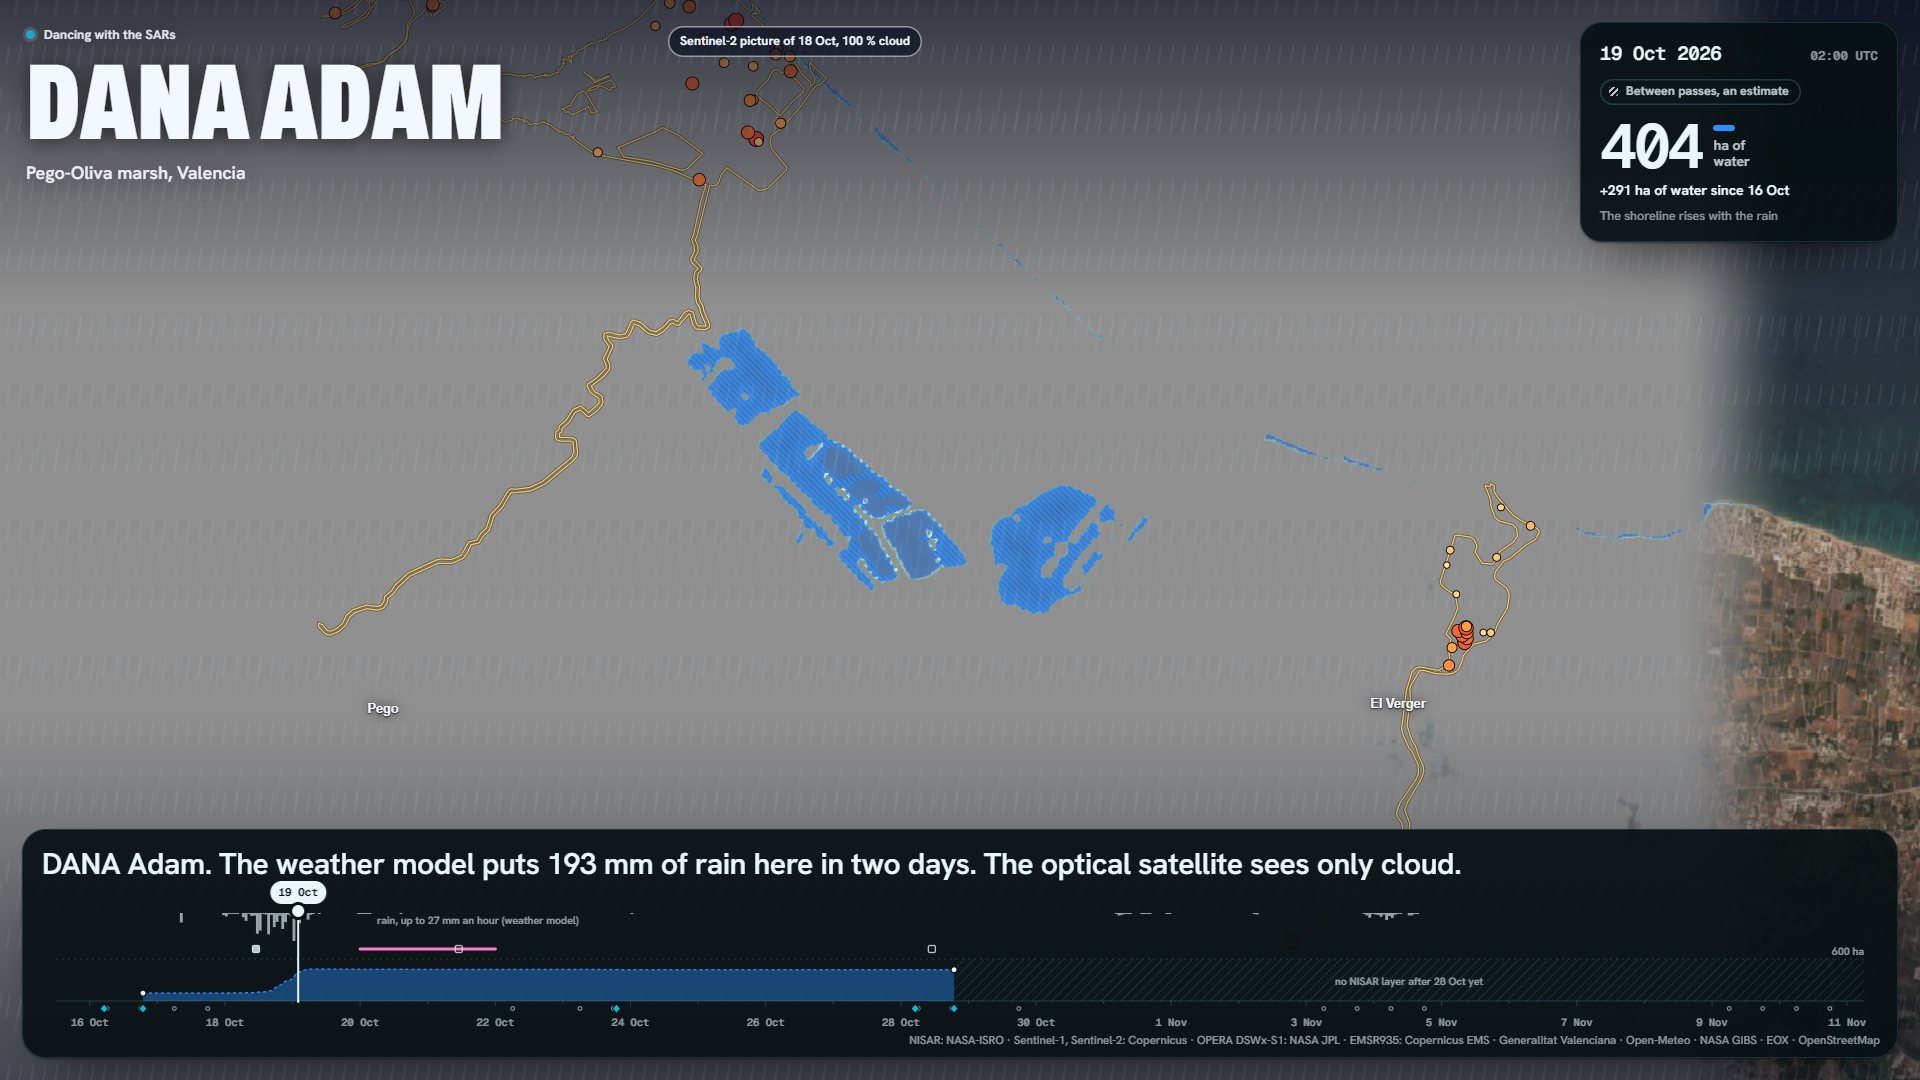 Dancing with the SARs
DANA ADAM
Pego-Oliva marsh, Valencia
Sentinel-2 picture of 18 Oct, 100 % cloud
19 Oct 2026
02:00 UTC
Between passes, an estimate
404
ha of
water
+291 ha of water since 16 Oct
The shoreline rises with the rain
Pego
El Verger
DANA Adam. The weather model puts 193 mm of rain here in two days. The optical satellite sees only cloud.
19 Oct
rain, up to 27 mm an hour (weather model)
600 ha
no NISAR layer after 28 Oct yet
16 Oct 18 Oct 20 Oct 22 Oct 24 Oct 26 Oct 28 Oct 30 Oct 1 Nov 3 Nov 5 Nov 7 Nov 9 Nov 11 Nov
NISAR: NASA-ISRO · Sentinel-1, Sentinel-2: Copernicus · OPERA DSWx-S1: NASA JPL · EMSR935: Copernicus EMS · Generalitat Valenciana · Open-Meteo · NASA GIBS · EOX · OpenStreetMap